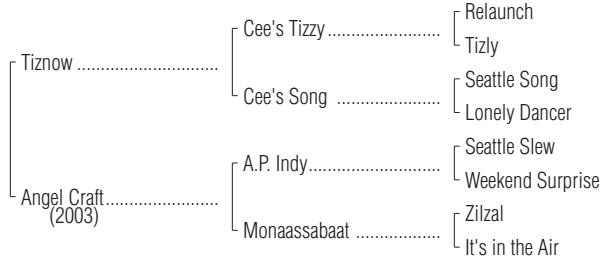 Relaunch
Cee's Tizzy
Tizly
Tiznow
Seattle Song
Cee's Song
Lonely Dancer
Seattle Slew
A.P. Indy
Weekend Surprise
Angel Craft
(2003)
Zilzal
Monaassabaat
It's in the Air